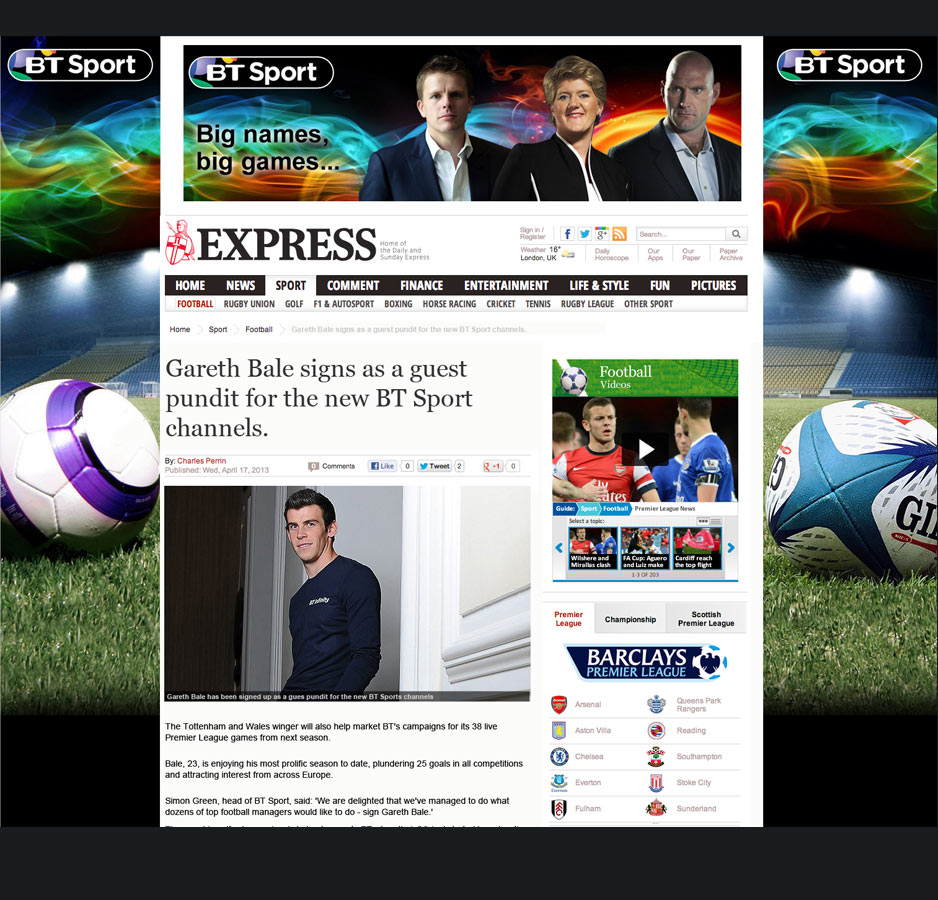 BT Sport
BT Sport
BT Sport
Big names,
big games...
EXPRESS
Home of
the Daily and
Sunday Express
Sign in /
Register
Search...
Weather 16°
London, UK
Daily
Horoscope
Our
Apps
Our
Paper
Paper
Archive
HOME NEWS SPORT COMMENT FINANCE ENTERTAINMENT LIFE & STYLE FUN PICTURES
FOOTBALL RUGBY UNION GOLF F1 & AUTOSPORT BOXING HORSE RACING CRICKET TENNIS RUGBY LEAGUE OTHER SPORT
Home Sport Football Gareth Bale signs as a guest pundit for the new BT Sport channels.
Gareth Bale signs as a guest
pundit for the new BT Sport
channels.
By: Charles Perrin
Published: Wed, April 17, 2013
0 Comments Like 0 Tweet 2 +1 0
BT Infinity
Gareth Bale has been signed up as a gues pundit for the new BT Sports channels
The Tottenham and Wales winger will also help market BT's campaigns for its 38 live
Premier League games from next season.
Bale, 23, is enjoying his most prolific season to date, plundering 25 goals in all competitions
and attracting interest from across Europe.
Simon Green, head of BT Sport, said: "We are delighted that we've managed to do what
dozens of top football managers would like to do - sign Gareth Bale."
Football
Videos
Guide: Sport Football Premier League News
Select a topic:
Wilshere and
Mirallas clash
FA Cup: Aguero
and Luiz make
Cardiff reach
the top flight
1-3 OF 203
Premier
League
Championship
Scottish
Premier League
BARCLAYS
PREMIER LEAGUE
Arsenal
Queens Park
Rangers
Aston Villa
Reading
Chelsea
Southampton
Everton
Stoke City
Fulham
Sunderland